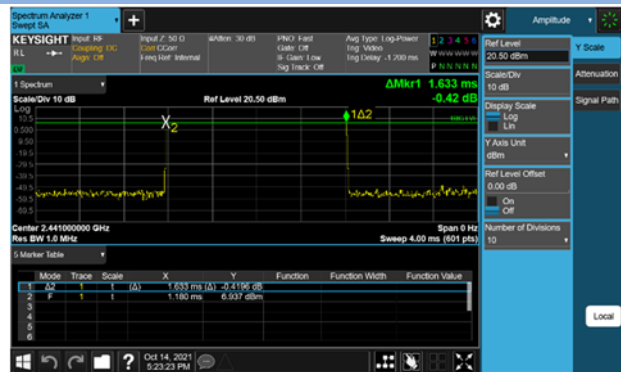 Spectrum Analyzer 1
Swept SA
Amplitude
KEYSIGHT Input: RF Input Z: 50 Ω #Atten: 30 dB PNO: Fast Avg Type: Log-Power 1 2 3 4 5 6
RL Coupling: DC Corr CCorr Gate: Off Trig: Video W W W W W W
Align: Off Freq Ref: Internal IF Gain: Low Trig Delay: -1.200 ms P N N N N N
Sig Track: Off
1 Spectrum
ΔMkr1 1.633 ms
Scale/Div 10 dB Ref Level 20.50 dBm -0.42 dB
Log
10.5
0.500
-9.50
-19.5
-29.5
-39.5
-49.5
-59.5
-69.5
X2
1Δ2
Center 2.441000000 GHz Span 0 Hz
Res BW 1.0 MHz Sweep 4.00 ms (601 pts)
5 Marker Table
Mode Trace Scale X Y Function Function Width Function Value
1 Δ2 1 t (Δ) 1.633 ms (Δ) -0.4196 dB
2 F 1 t 1.180 ms 6.937 dBm
3
4
5
6
Ref Level
20.50 dBm
Scale/Div
10 dB
Display Scale
Log
Lin
Y Axis Unit
dBm
Ref Level Offset
0.00 dB
On
Off
Number of Divisions
10
Y Scale
Attenuation
Signal Path
Local
Oct 14, 2021
5:23:23 PM